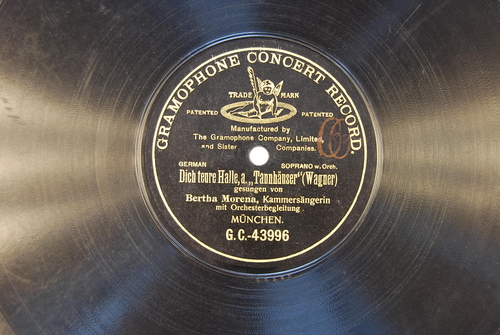 GRAMOPHONE CONCERT RECORD.
TRADE MARK
PATENTED PATENTED
Manufactured by
The Gramophone Company, Limited
and Sister Companies.
GERMAN SOPRANO w. Orch.
Dich teure Halle, a. „Tannhäuser“ (Wagner)
gesungen von
Bertha Morena, Kammersängerin
mit Orchesterbegleitung
MÜNCHEN.
G.C.-43996